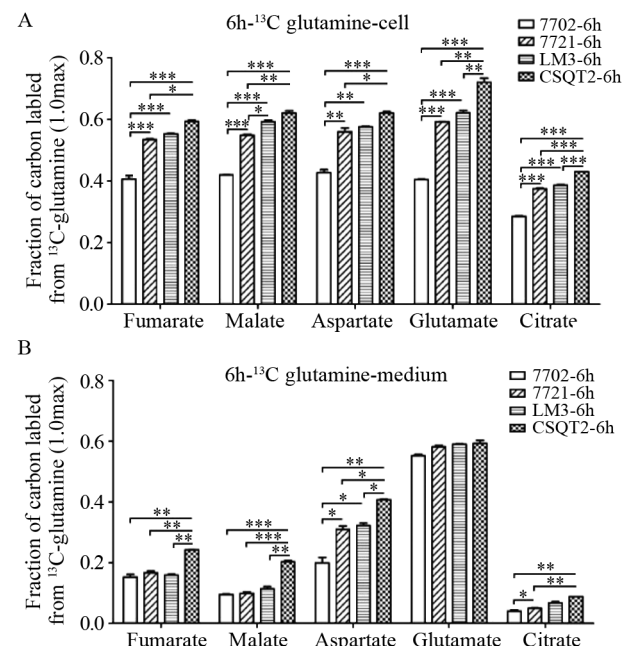 A
6h-¹³C glutamine-cell
7702-6h
7721-6h
LM3-6h
CSQT2-6h
Fraction of carbon labled
from ¹³C-glutamine (1.0max)
0.8
0.6
0.4
0.2
0.0
***
*
***
***
***
**
***
*
***
***
*
**
**
***
**
**
***
***
***
***
***
***
***
Fumarate Malate Aspartate Glutamate Citrate
B
6h-¹³C glutamine-medium
7702-6h
7721-6h
LM3-6h
CSQT2-6h
Fraction of carbon labled
from ¹³C-glutamine (1.0max)
0.8
0.6
0.4
0.2
0.0
**
**
**
***
***
**
**
*
*
*
*
**
**
*
Fumarate Malate Aspartate Glutamate Citrate